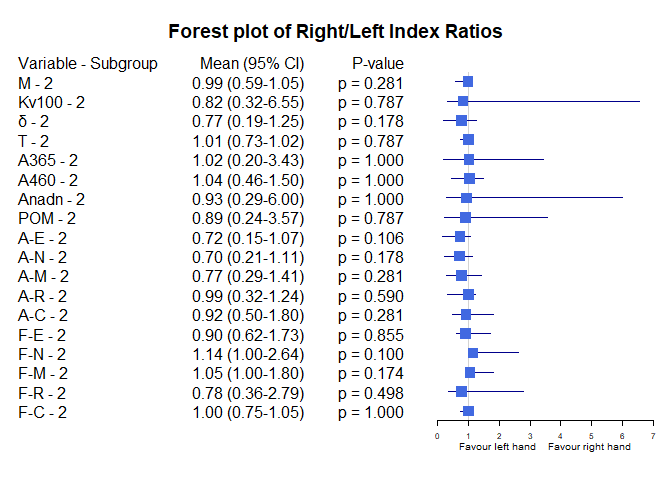 Forest plot of Right/Left Index Ratios
Variable - Subgroup Mean (95% CI) P-value
M - 2 0.99 (0.59-1.05) p = 0.281
Kv100 - 2 0.82 (0.32-6.55) p = 0.787
δ - 2 0.77 (0.19-1.25) p = 0.178
T - 2 1.01 (0.73-1.02) p = 0.787
A365 - 2 1.02 (0.20-3.43) p = 1.000
A460 - 2 1.04 (0.46-1.50) p = 1.000
Anadn - 2 0.93 (0.29-6.00) p = 1.000
POM - 2 0.89 (0.24-3.57) p = 0.787
A-E - 2 0.72 (0.15-1.07) p = 0.106
A-N - 2 0.70 (0.21-1.11) p = 0.178
A-M - 2 0.77 (0.29-1.41) p = 0.281
A-R - 2 0.99 (0.32-1.24) p = 0.590
A-C - 2 0.92 (0.50-1.80) p = 0.281
F-E - 2 0.90 (0.62-1.73) p = 0.855
F-N - 2 1.14 (1.00-2.64) p = 0.100
F-M - 2 1.05 (1.00-1.80) p = 0.174
F-R - 2 0.78 (0.36-2.79) p = 0.498
F-C - 2 1.00 (0.75-1.05) p = 1.000
0 1 2 3 4 5 6 7
Favour left hand Favour right hand